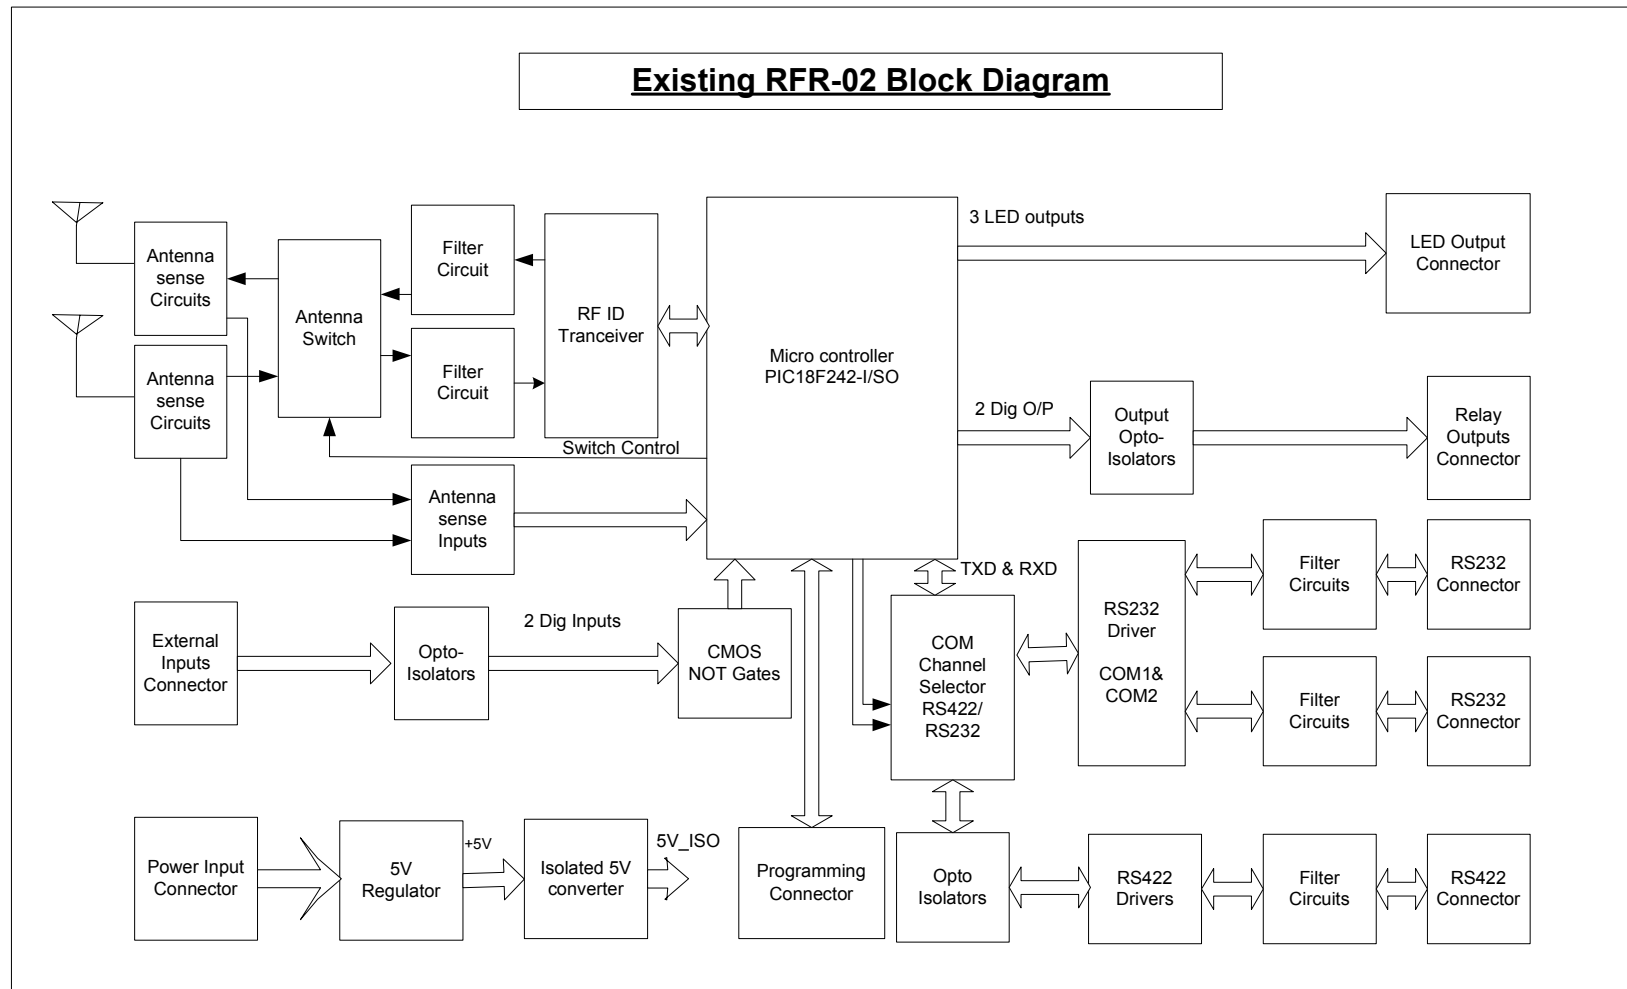 Existing RFR-02 Block Diagram
Antenna
sense
Circuits
Antenna
sense
Circuits
Antenna
Switch
Filter
Circuit
Filter
Circuit
RF ID
Tranceiver
Micro controller
PIC18F242-I/SO
3 LED outputs
LED Output
Connector
2 Dig O/P
Output
Opto-
Isolators
Relay
Outputs
Connector
Switch Control
Antenna
sense
Inputs
External
Inputs
Connector
Opto-
Isolators
2 Dig Inputs
CMOS
NOT Gates
TXD & RXD
COM
Channel
Selector
RS422/
RS232
RS232
Driver
COM1&
COM2
Filter
Circuits
RS232
Connector
Filter
Circuits
RS232
Connector
Power Input
Connector
5V
Regulator
+5V
Isolated 5V
converter
5V_ISO
Programming
Connector
Opto
Isolators
RS422
Drivers
Filter
Circuits
RS422
Connector